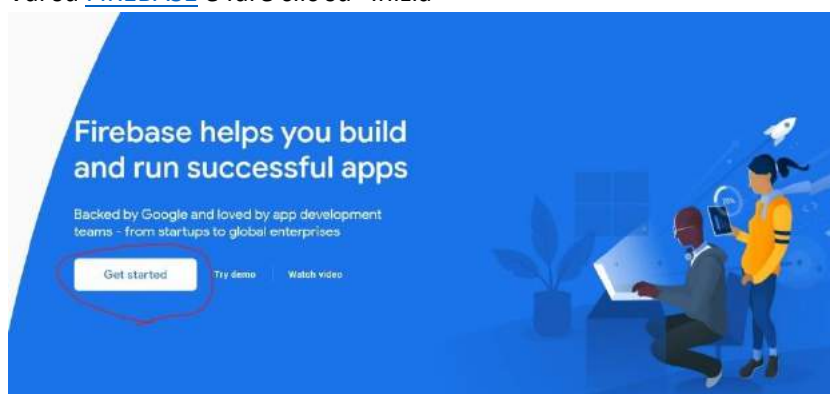 FIREBASE
Firebase helps you build
and run successful apps
Backed by Google and loved by app development
teams - from startups to global enterprises
Get started Try demo Watch video